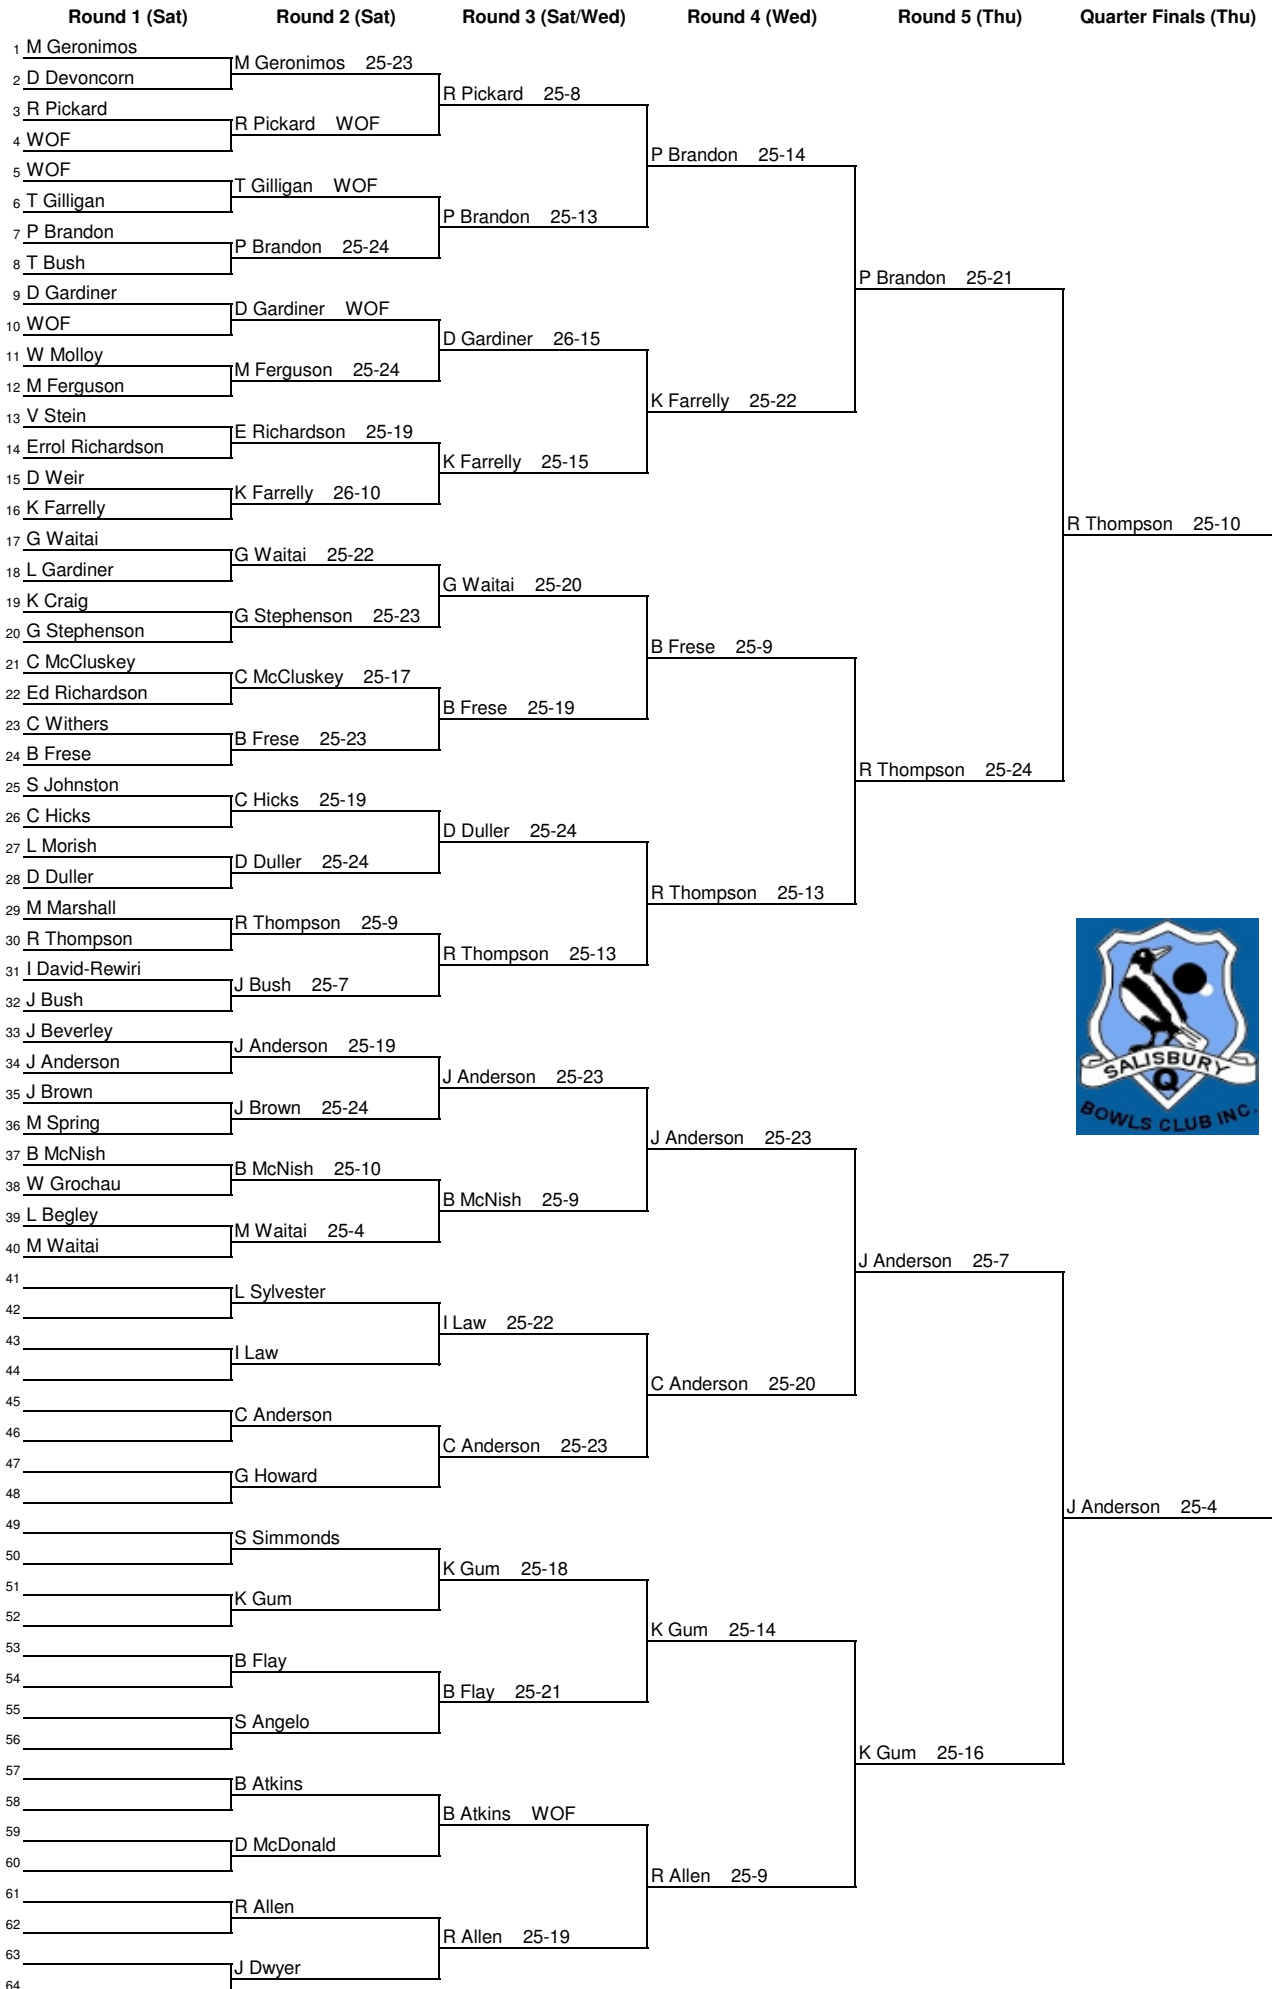 Round 1 (Sat) Round 2 (Sat) Round 3 (Sat/Wed) Round 4 (Wed) Round 5 (Thu) Quarter Finals (Thu)
1 M Geronimos
M Geronimos 25-23
2 D Devoncorn
R Pickard 25-8
3 R Pickard
R Pickard WOF
4 WOF
P Brandon 25-14
5 WOF
T Gilligan WOF
6 T Gilligan
P Brandon 25-13
7 P Brandon
P Brandon 25-24
8 T Bush
P Brandon 25-21
9 D Gardiner
D Gardiner WOF
10 WOF
D Gardiner 26-15
11 W Molloy
M Ferguson 25-24
12 M Ferguson
K Farrelly 25-22
13 V Stein
E Richardson 25-19
14 Errol Richardson
K Farrelly 25-15
15 D Weir
K Farrelly 26-10
16 K Farrelly
R Thompson 25-10
17 G Waitai
G Waitai 25-22
18 L Gardiner
G Waitai 25-20
19 K Craig
G Stephenson 25-23
20 G Stephenson
B Frese 25-9
21 C McCluskey
C McCluskey 25-17
22 Ed Richardson
B Frese 25-19
23 C Withers
B Frese 25-23
24 B Frese
R Thompson 25-24
25 S Johnston
C Hicks 25-19
26 C Hicks
D Duller 25-24
27 L Morish
D Duller 25-24
28 D Duller
R Thompson 25-13
29 M Marshall
R Thompson 25-9
30 R Thompson
R Thompson 25-13
31 I David-Rewiri
J Bush 25-7
32 J Bush
33 J Beverley
J Anderson 25-19
34 J Anderson
SALISBURY
J Anderson 25-23
Q
35 J Brown
J Brown 25-24
BOWLS CLUB INC.
36 M Spring
J Anderson 25-23
37 B McNish
B McNish 25-10
38 W Grochau
B McNish 25-9
39 L Begley
M Waitai 25-4
40 M Waitai
J Anderson 25-7
41
L Sylvester
42
I Law 25-22
43
I Law
44
C Anderson 25-20
45
C Anderson
46
C Anderson 25-23
47
G Howard
48
J Anderson 25-4
49
S Simmonds
50
K Gum 25-18
51
K Gum
52
K Gum 25-14
53
B Flay
54
B Flay 25-21
55
S Angelo
56
K Gum 25-16
57
B Atkins
58
B Atkins WOF
59
D McDonald
60
R Allen 25-9
61
R Allen
62
R Allen 25-19
63
J Dwyer
64